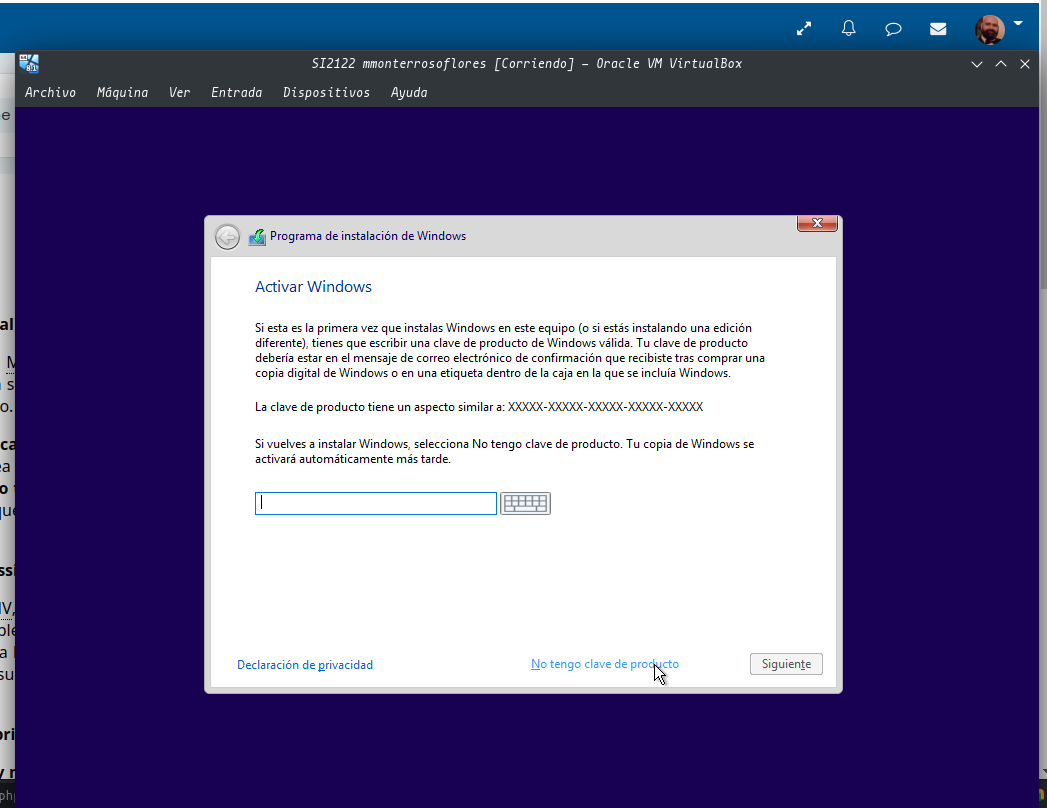 SI2122 mmonterrosoflores [Corriendo] – Oracle VM VirtualBox
Archivo Máquina Ver Entrada Dispositivos Ayuda
Programa de instalación de Windows
Activar Windows
Si esta es la primera vez que instalas Windows en este equipo (o si estás instalando una edición
diferente), tienes que escribir una clave de producto de Windows válida. Tu clave de producto
debería estar en el mensaje de correo electrónico de confirmación que recibiste tras comprar una
copia digital de Windows o en una etiqueta dentro de la caja en la que se incluía Windows.
La clave de producto tiene un aspecto similar a: XXXXX-XXXXX-XXXXX-XXXXX-XXXXX
Si vuelves a instalar Windows, selecciona No tengo clave de producto. Tu copia de Windows se
activará automáticamente más tarde.
Declaración de privacidad
No tengo clave de producto
Siguiente